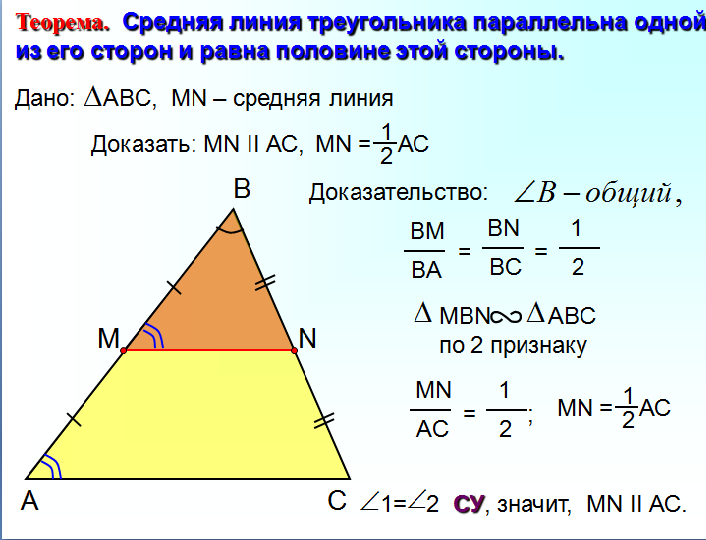 Теорема. Средняя линия треугольника параллельна одной
из его сторон и равна половине этой стороны.
Дано: ΔABC, MN – средняя линия
Доказать: MN II AC, MN = 1/2 AC
B
Доказательство: ∠B – общий,
BM/BA = BN/BC = 1/2
Δ MBN ∾ Δ ABC
по 2 признаку
M
N
MN/AC = 1/2 ; MN = 1/2 AC
A
C
∠1=∠2 СУ, значит, MN II AC.